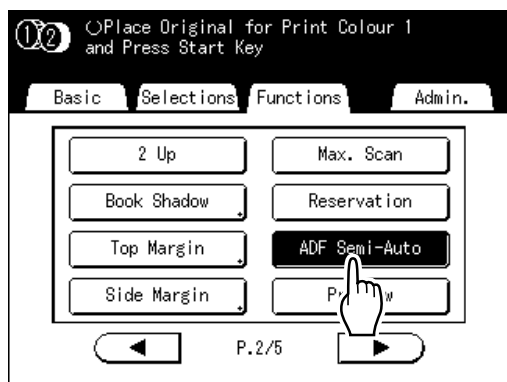 ①② Place Original for Print Colour 1
and Press Start Key
Basic Selections Functions Admin.
2 Up Max. Scan
Book Shadow Reservation
Top Margin ADF Semi-Auto
Side Margin
P.2/5